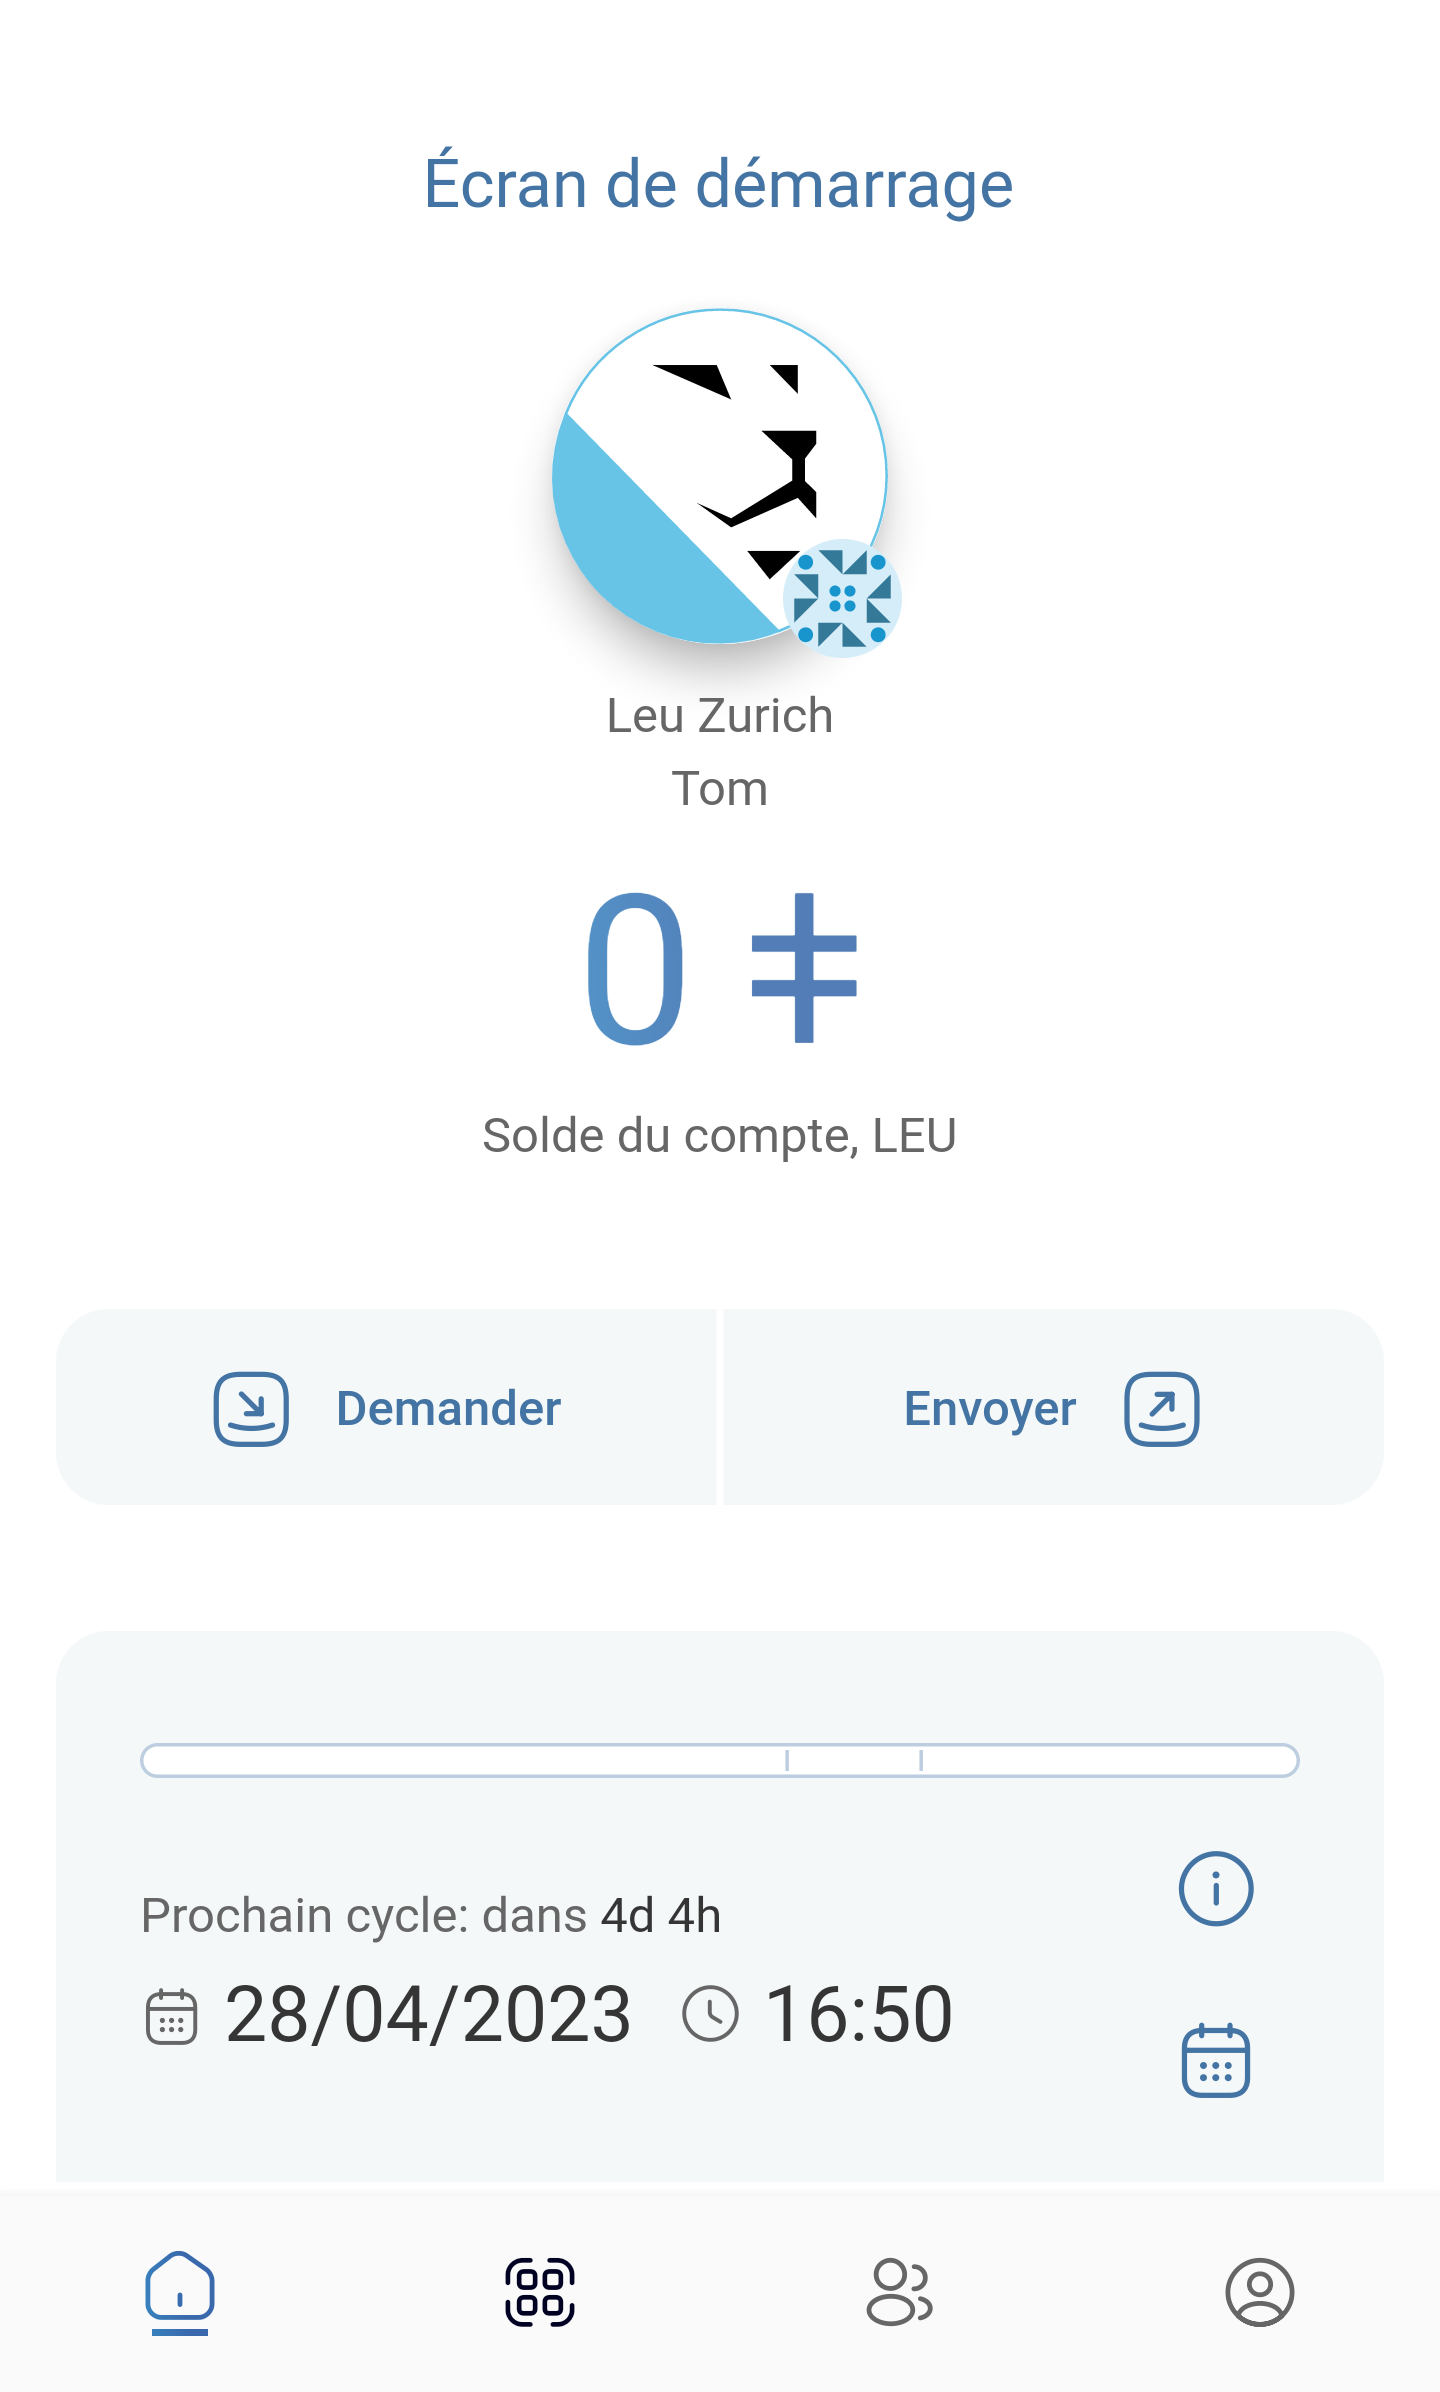 Écran de démarrage
Leu Zurich
Tom
0 ǂ
Solde du compte, LEU
Demander
Envoyer
Prochain cycle: dans 4d 4h
28/04/2023 16:50